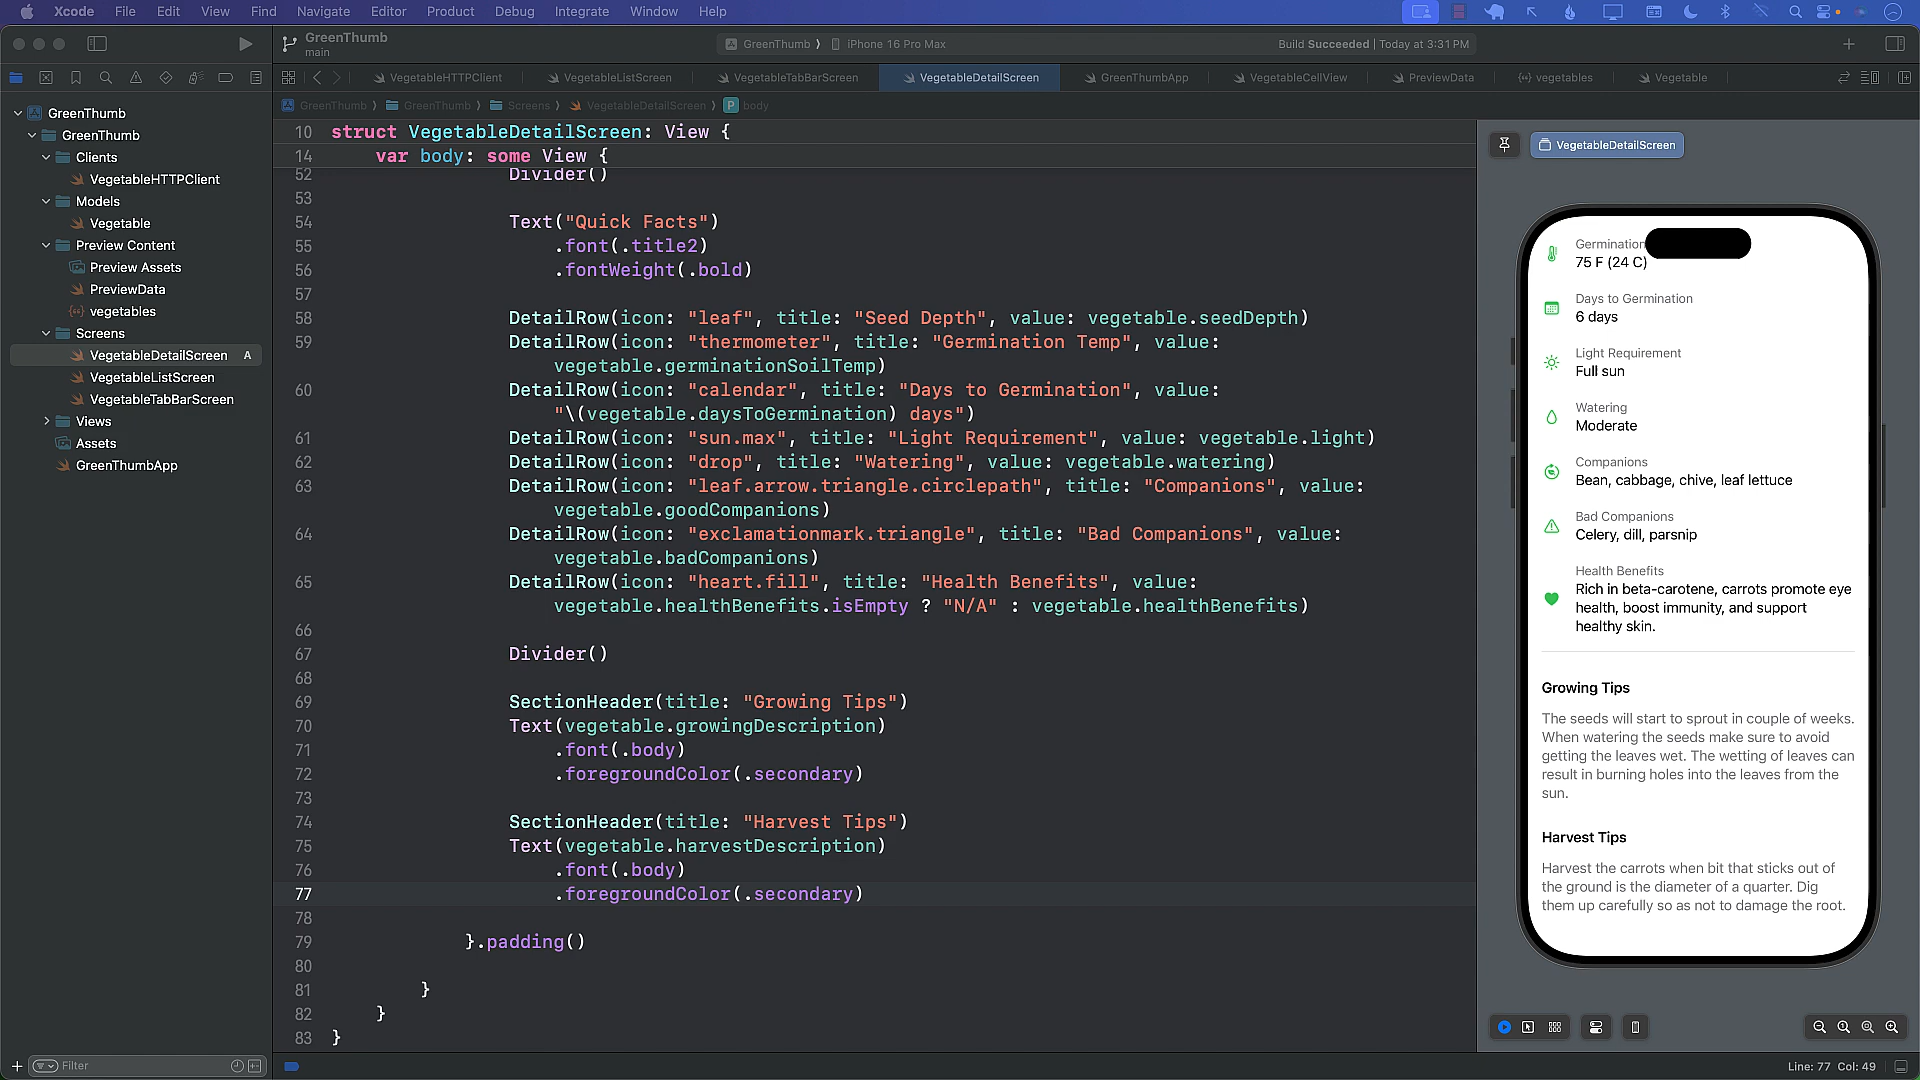 Xcode File Edit View Find Navigate Editor Product Debug Integrate Window Help
GreenThumb
main
GreenThumb iPhone 16 Pro Max Build Succeeded | Today at 3:31 PM
VegetableHTTPClient VegetableListScreen VegetableTabBarScreen VegetableDetailScreen GreenThumbApp VegetableCellView PreviewData vegetables Vegetable
GreenThumb GreenThumb Screens VegetableDetailScreen P body
GreenThumb
GreenThumb
Clients
VegetableHTTPClient
Models
Vegetable
Preview Content
Preview Assets
PreviewData
vegetables
Screens
VegetableDetailScreen A
VegetableListScreen
VegetableTabBarScreen
Views
Assets
GreenThumbApp
Filter
10 struct VegetableDetailScreen: View {
14 var body: some View {
52 Divider()
53
54 Text("Quick Facts")
55 .font(.title2)
56 .fontWeight(.bold)
57
58 DetailRow(icon: "leaf", title: "Seed Depth", value: vegetable.seedDepth)
59 DetailRow(icon: "thermometer", title: "Germination Temp", value:
vegetable.germinationSoilTemp)
60 DetailRow(icon: "calendar", title: "Days to Germination", value:
"\(vegetable.daysToGermination) days")
61 DetailRow(icon: "sun.max", title: "Light Requirement", value: vegetable.light)
62 DetailRow(icon: "drop", title: "Watering", value: vegetable.watering)
63 DetailRow(icon: "leaf.arrow.triangle.circlepath", title: "Companions", value:
vegetable.goodCompanions)
64 DetailRow(icon: "exclamationmark.triangle", title: "Bad Companions", value:
vegetable.badCompanions)
65 DetailRow(icon: "heart.fill", title: "Health Benefits", value:
vegetable.healthBenefits.isEmpty ? "N/A" : vegetable.healthBenefits)
66
67 Divider()
68
69 SectionHeader(title: "Growing Tips")
70 Text(vegetable.growingDescription)
71 .font(.body)
72 .foregroundColor(.secondary)
73
74 SectionHeader(title: "Harvest Tips")
75 Text(vegetable.harvestDescription)
76 .font(.body)
77 .foregroundColor(.secondary)
78
79 }.padding()
80
81 }
82 }
83 }
VegetableDetailScreen
Germination
75 F (24 C)
Days to Germination
6 days
Light Requirement
Full sun
Watering
Moderate
Companions
Bean, cabbage, chive, leaf lettuce
Bad Companions
Celery, dill, parsnip
Health Benefits
Rich in beta-carotene, carrots promote eye
health, boost immunity, and support
healthy skin.
Growing Tips
The seeds will start to sprout in couple of weeks.
When watering the seeds make sure to avoid
getting the leaves wet. The wetting of leaves can
result in burning holes into the leaves from the
sun.
Harvest Tips
Harvest the carrots when bit that sticks out of
the ground is the diameter of a quarter. Dig
them up carefully so as not to damage the root.
Line: 77 Col: 49